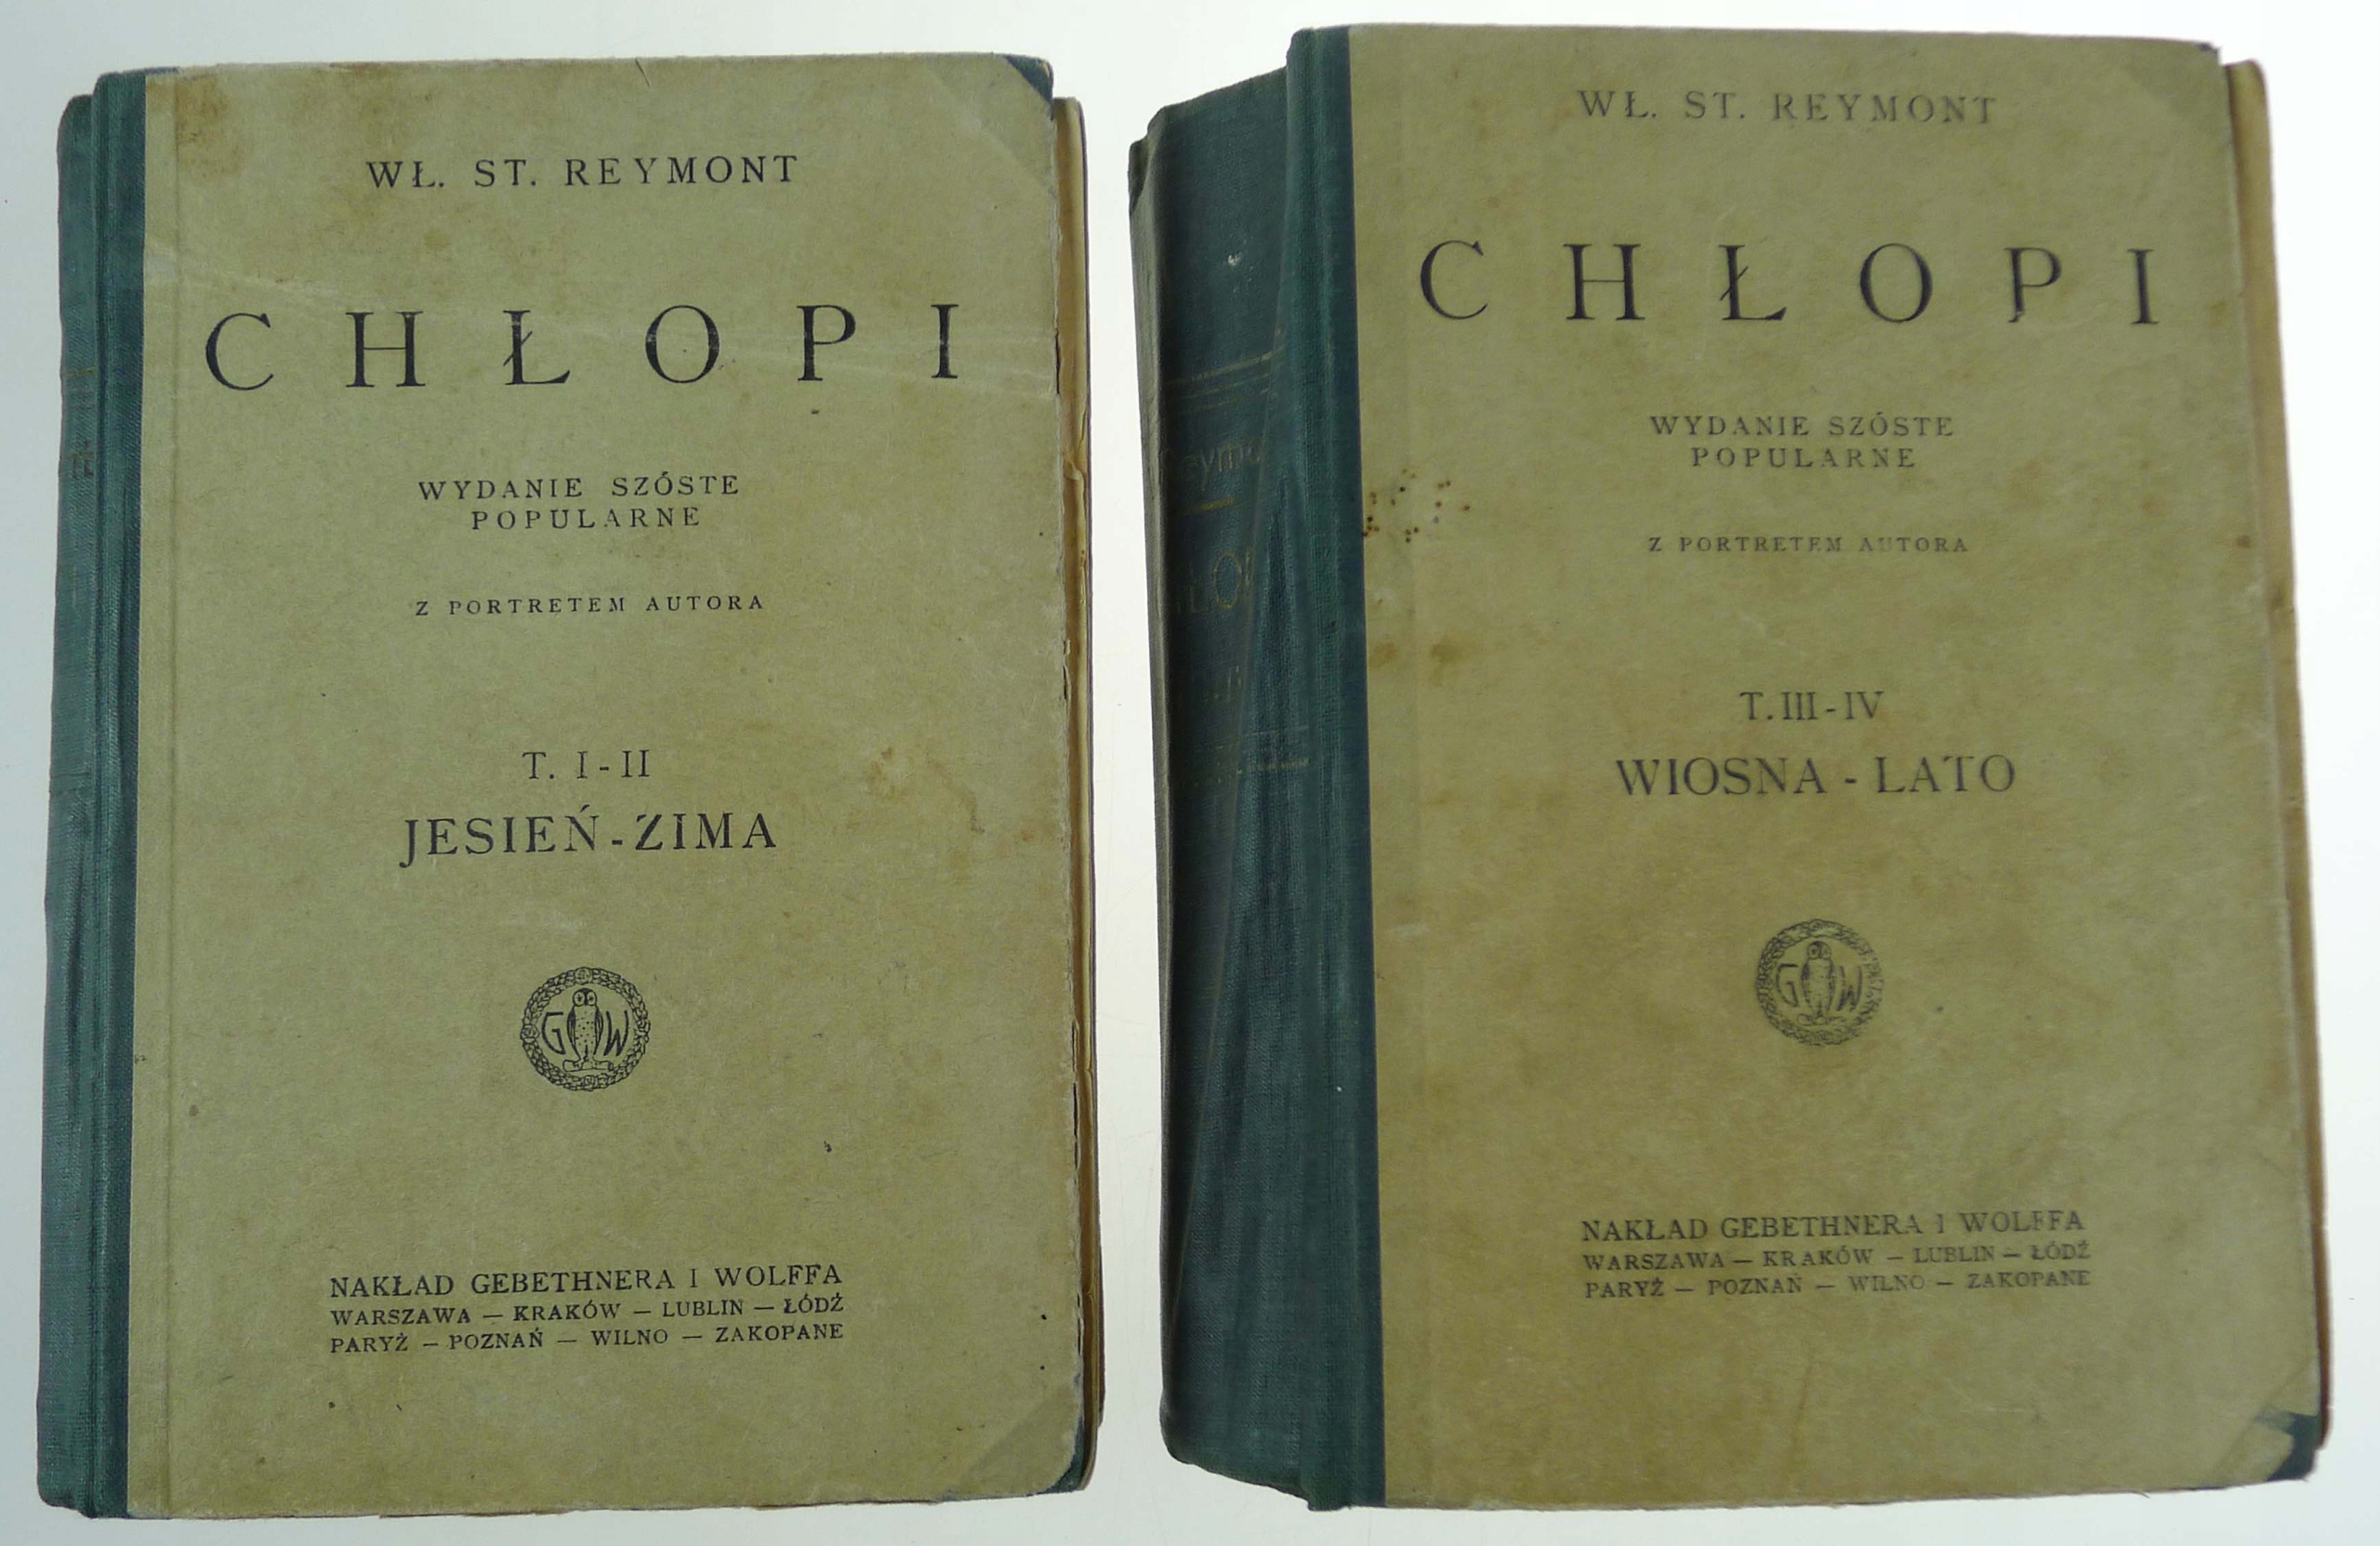 WŁ. ST. REYMONT
CHŁOPI
WYDANIE SZÓSTE
POPULARNE
Z PORTRETEM AUTORA
T. I-II
JESIEŃ-ZIMA
G W
NAKŁAD GEBETHNERA I WOLFFA
WARSZAWA — KRAKÓW — LUBLIN — ŁÓDŹ
PARYŻ — POZNAŃ — WILNO — ZAKOPANE
WŁ. ST. REYMONT
CHŁOPI
WYDANIE SZÓSTE
POPULARNE
Z PORTRETEM AUTORA
T. III-IV
WIOSNA - LATO
G W
NAKŁAD GEBETHNERA I WOLFFA
WARSZAWA — KRAKÓW — LUBLIN — ŁÓDŹ
PARYŻ — POZNAŃ — WILNO — ZAKOPANE